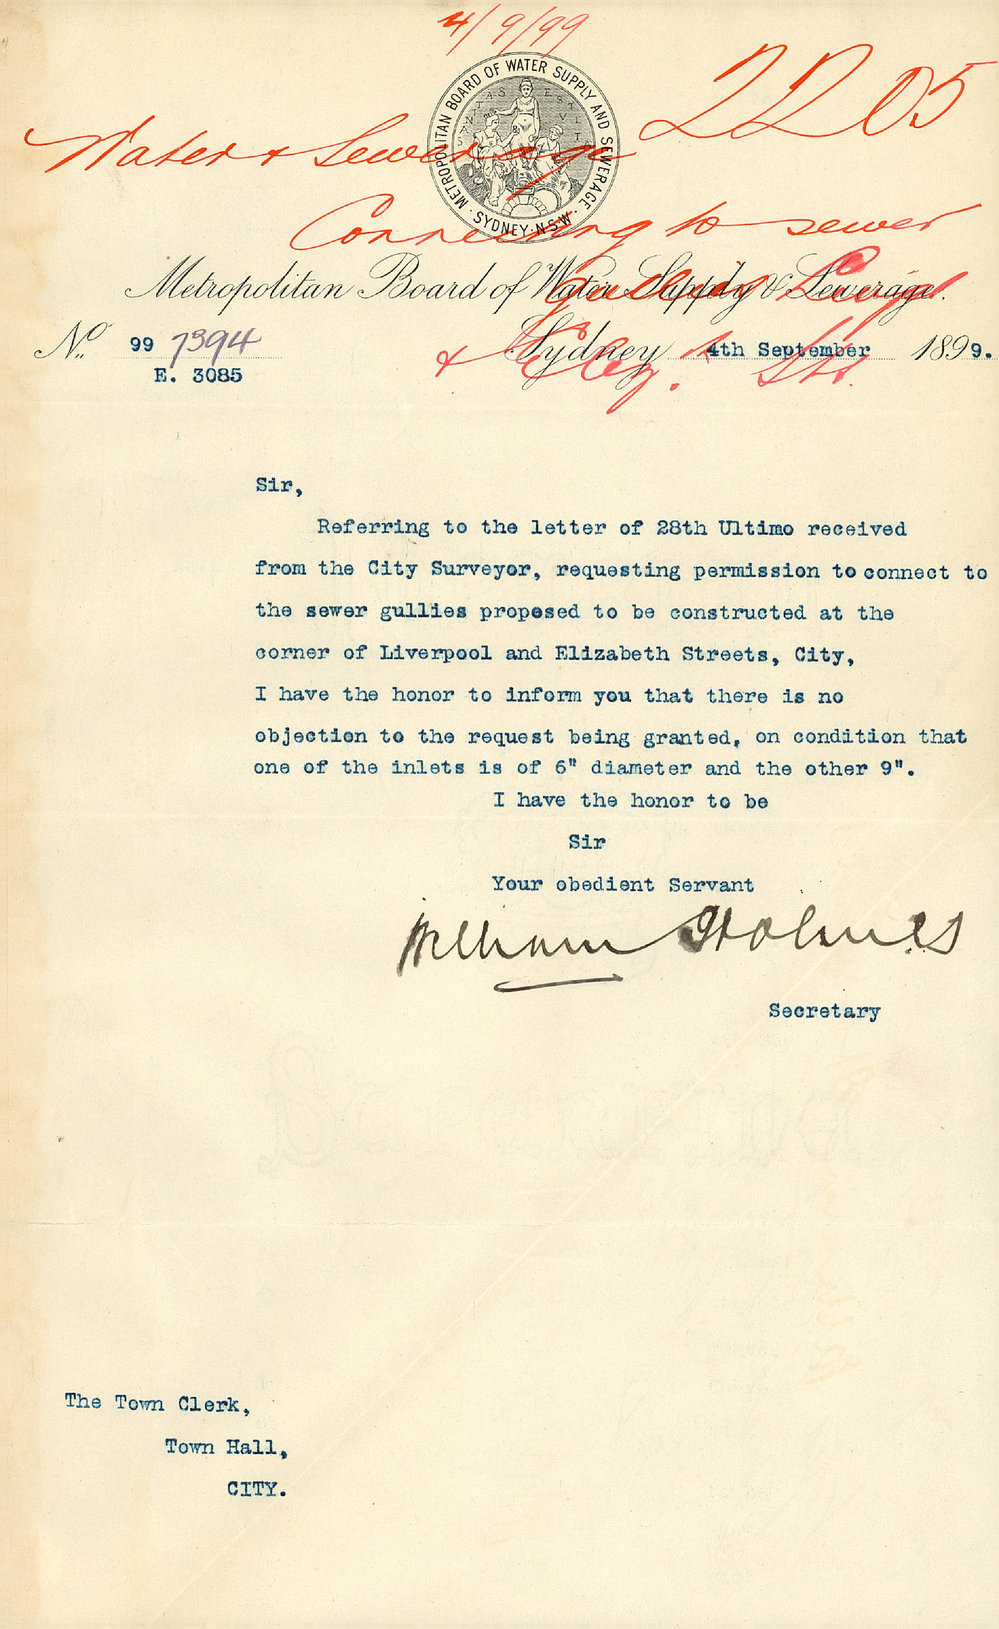 4/9/99
2205
Water & Sewerage
Connecting to sewer
gullies Liverpl
& Eliz. Sts.
METROPOLITAN BOARD OF WATER SUPPLY AND SEWERAGE
SYDNEY·N·S·W·
Metropolitan Board of Water Supply & Sewerage.
No. 99 7394
E. 3085
Sydney 4th September 1899.
Sir,
Referring to the letter of 28th Ultimo received
from the City Surveyor, requesting permission to connect to
the sewer gullies proposed to be constructed at the
corner of Liverpool and Elizabeth Streets, City,
I have the honor to inform you that there is no
objection to the request being granted, on condition that
one of the inlets is of 6" diameter and the other 9".
I have the honor to be
Sir
Your obedient Servant
William Holmes
Secretary
The Town Clerk,
Town Hall,
CITY.